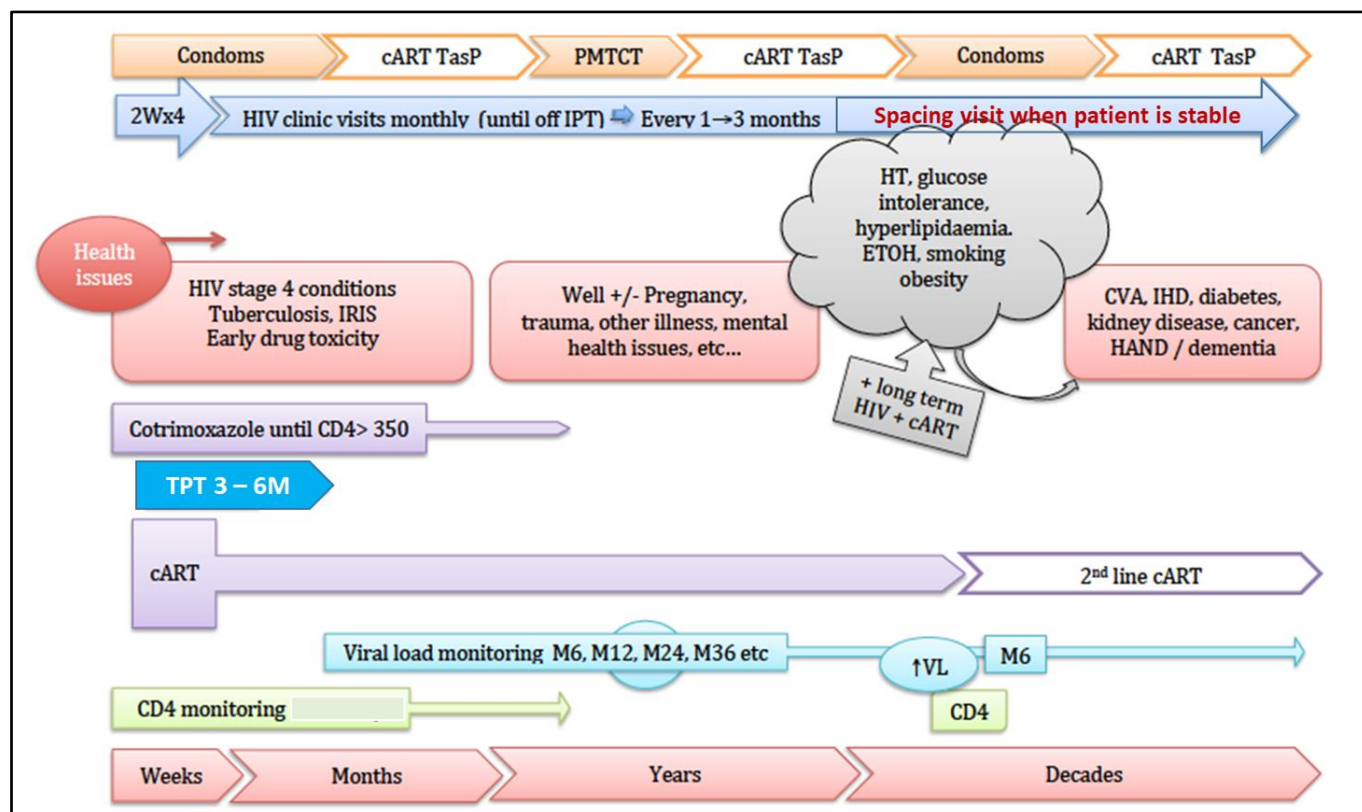 Condoms
cART TasP
PMTCT
cART TasP
Condoms
cART TasP
2Wx4
HIV clinic visits monthly (until off IPT)
Every 1→3 months
Spacing visit when patient is stable
HT, glucose
intolerance,
hyperlipidaemia.
ETOH, smoking
obesity
Health
issues
HIV stage 4 conditions
Tuberculosis, IRIS
Early drug toxicity
Well +/- Pregnancy,
trauma, other illness, mental
health issues, etc...
CVA, IHD, diabetes,
kidney disease, cancer,
HAND / dementia
+ long term
HIV + cART
Cotrimoxazole until CD4> 350
TPT 3 – 6M
cART
2nd line cART
Viral load monitoring M6, M12, M24, M36 etc
↑VL
M6
CD4 monitoring
CD4
Weeks
Months
Years
Decades